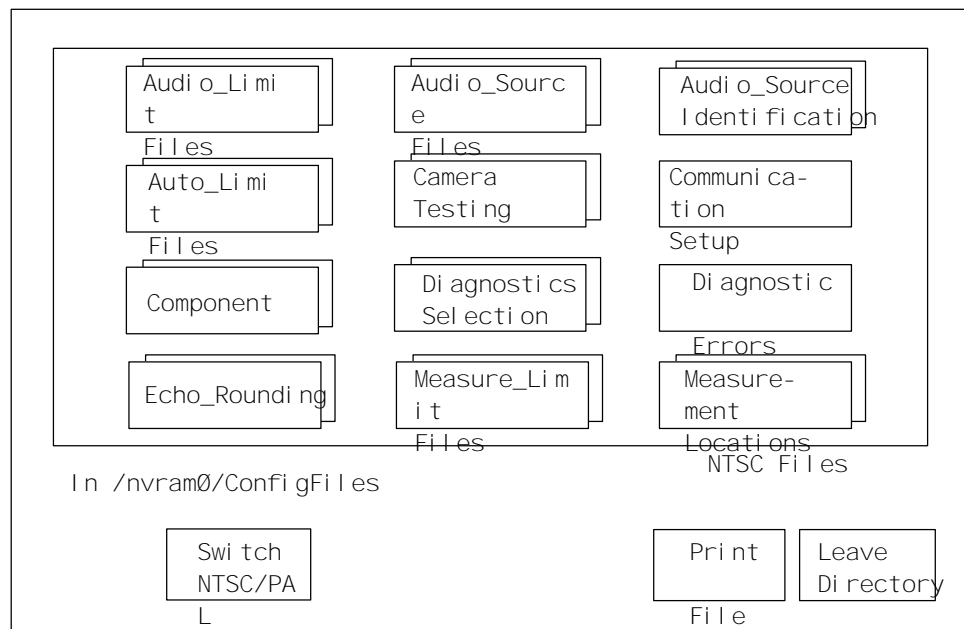 Audio_Limi
t
Files
Audio_Sourc
e
Files
Audio_Source
Identification
Auto_Limi
t
Files
Camera
Testing
Communica-
tion
Setup
Component
Diagnostics
Selection
Diagnostic
Errors
Echo_Rounding
Measure_Lim
it
Files
Measure-
ment
Locations
NTSC Files
In /nvramØ/ConfigFiles
Switch
NTSC/PA
L
Print
File
Leave
Directory